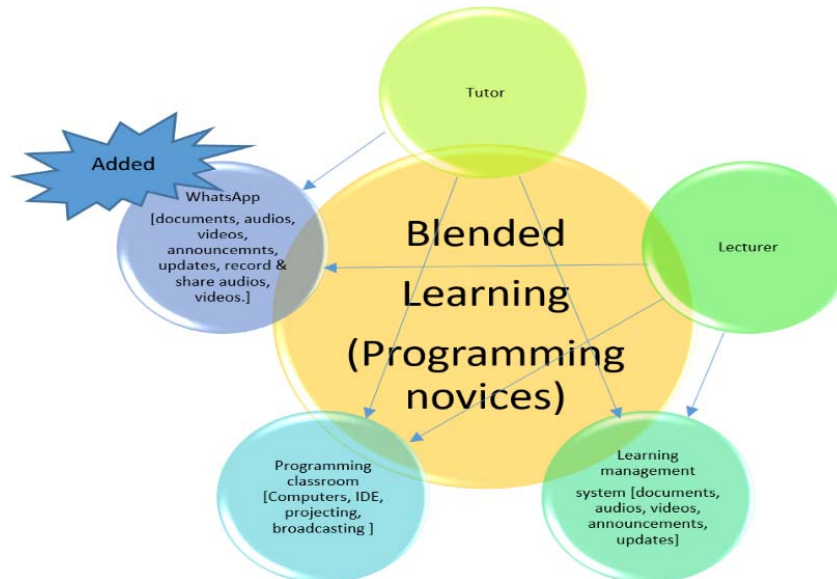 Tutor
Added
WhatsApp
[documents, audios,
videos,
announcemnts,
updates, record &
share audios,
videos.]
Blended
Learning
(Programming
novices)
Lecturer
Programming
classroom
[Computers, IDE,
projecting,
broadcasting ]
Learning
management
system [documents,
audios, videos,
announcements,
updates]